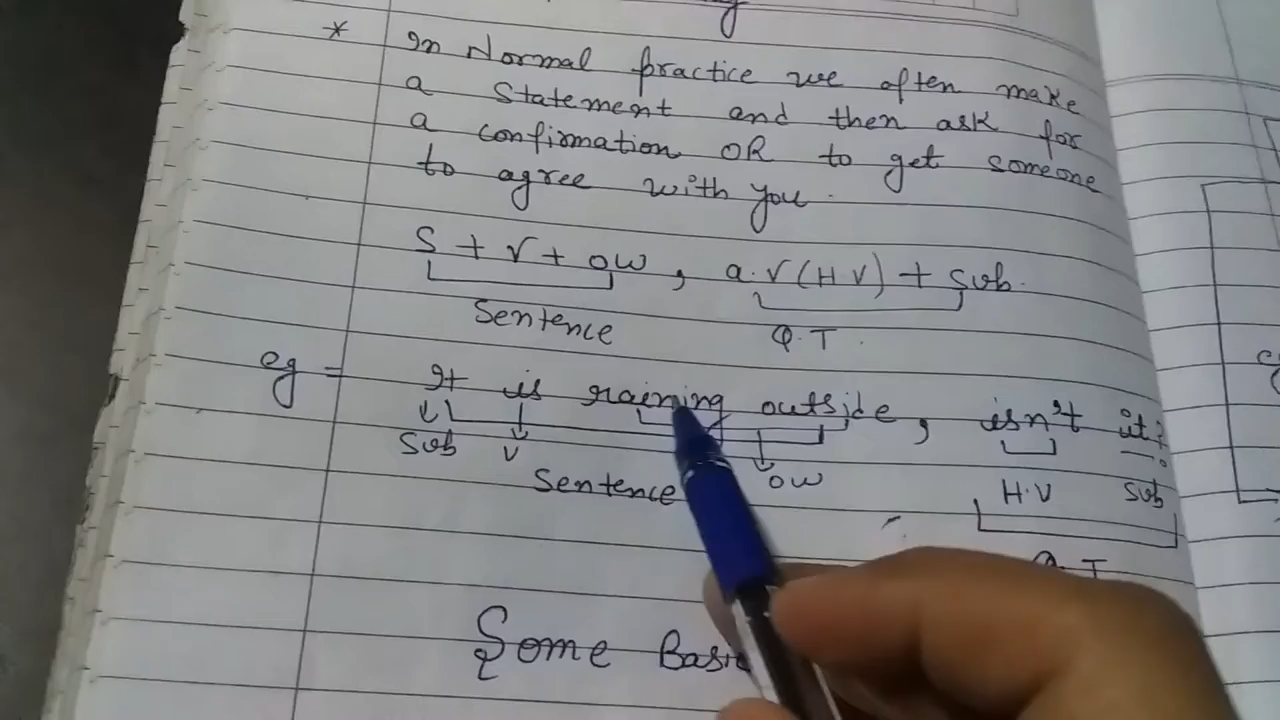 * In Normal practice we often make
a statement and then ask for
a confirmation OR to get someone
to agree with you.
S + V + OW, a.V (HV) + Sub.
Sentence Q.T.
eg = It is raining outside, isn't it?
Sub V OW H.V Sub
Sentence
Q.T
Some Basic